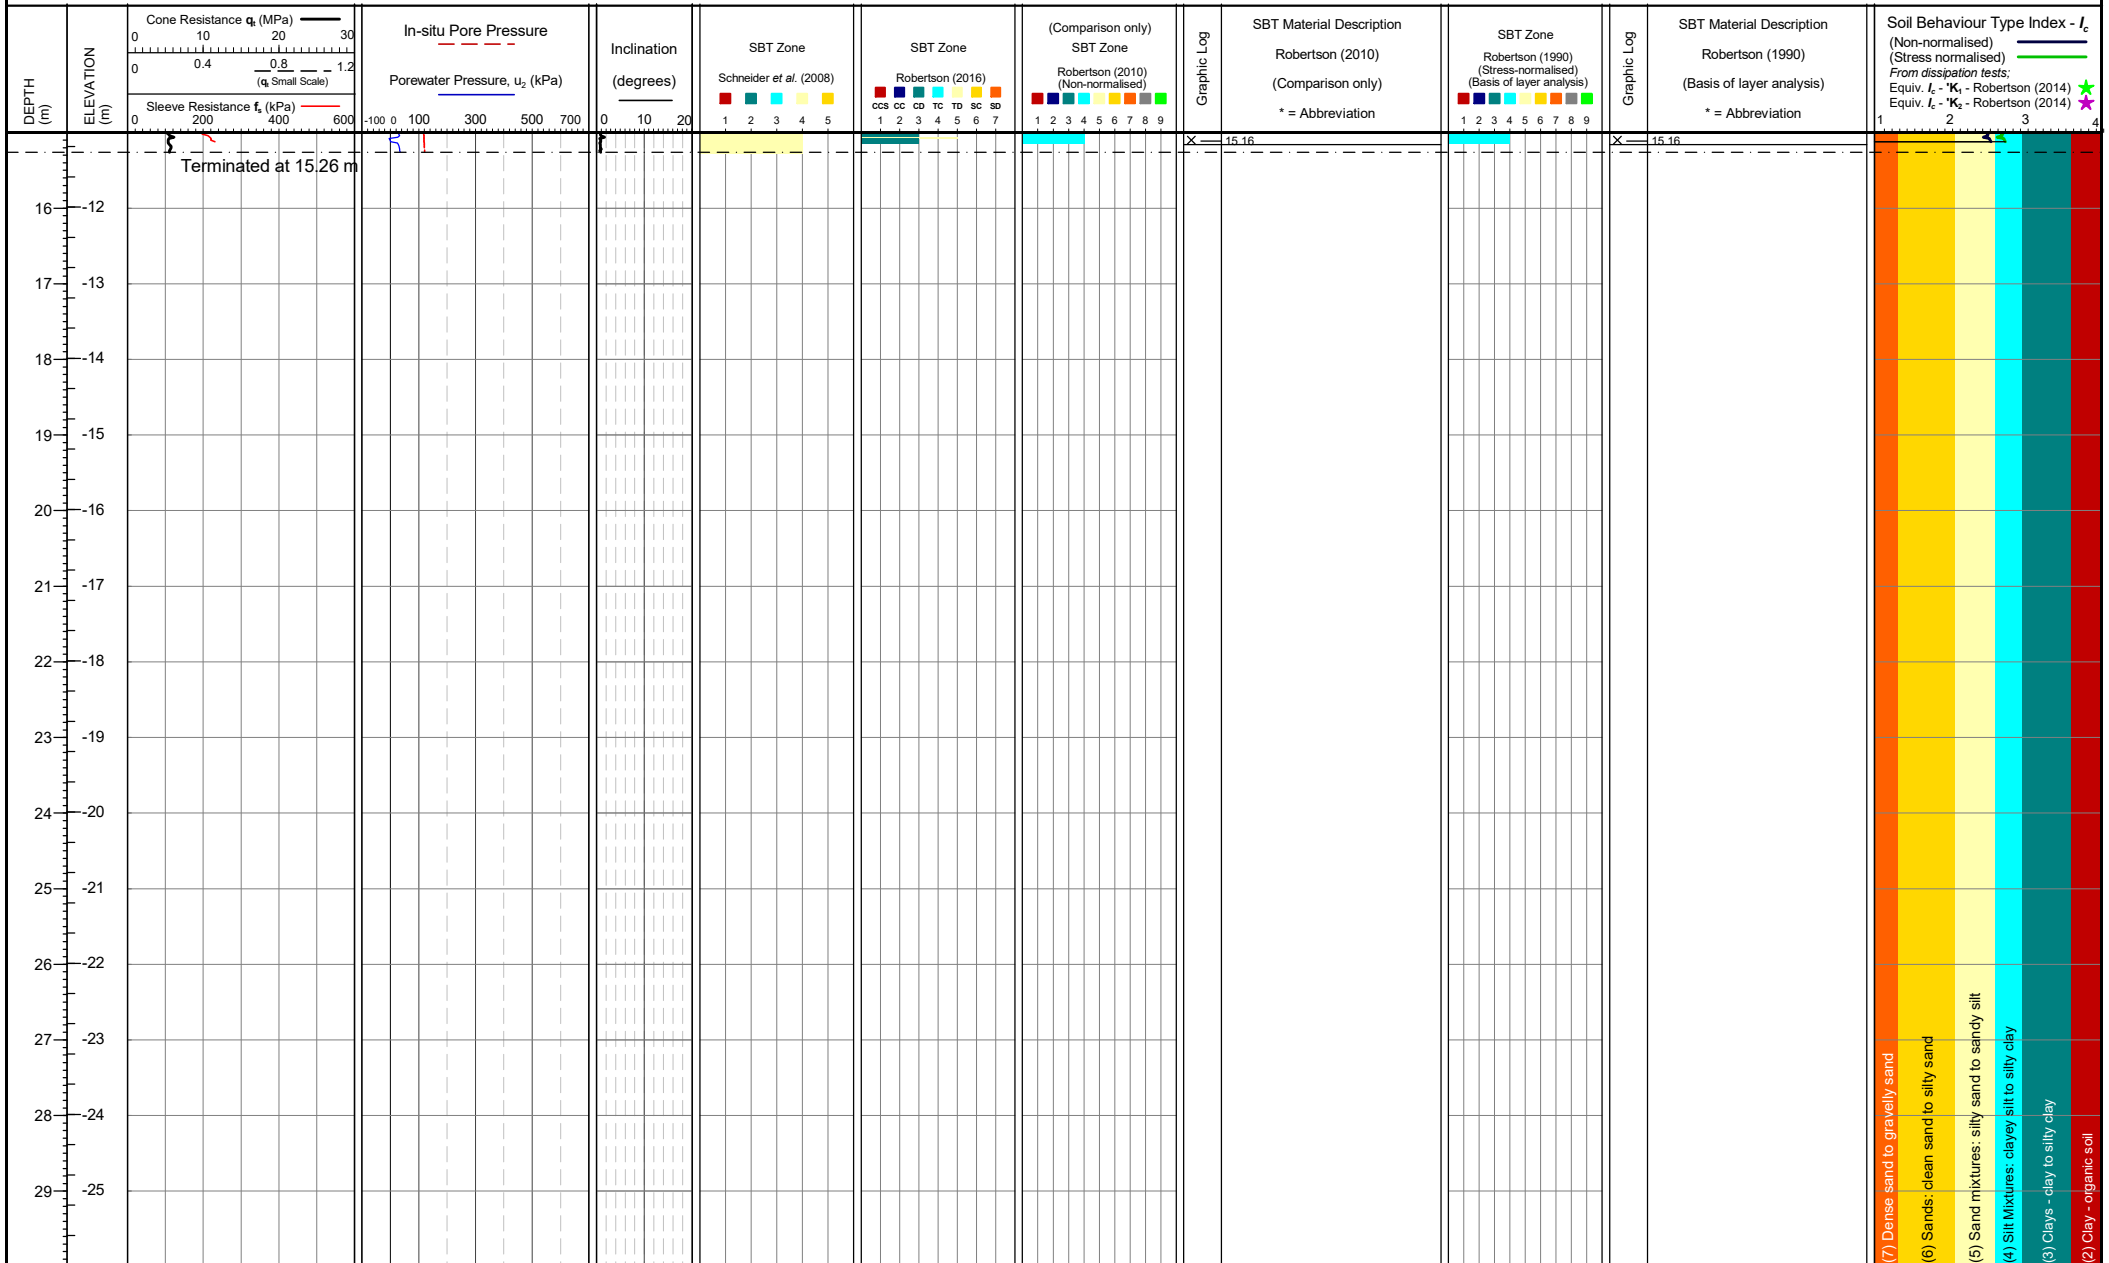 DEPTH
(m)
ELEVATION
(m)
Cone Resistance qt (MPa)
0 10 20 30
0 0.4 0.8 1.2
(qt Small Scale)
Sleeve Resistance fs (kPa)
0 200 400 600
In-situ Pore Pressure
Porewater Pressure, u2 (kPa)
-100 0 100 300 500 700
Inclination
(degrees)
0 10 20
SBT Zone
Schneider et al. (2008)
1 2 3 4 5
SBT Zone
Robertson (2016)
CCS CC CD TC TD SC SD
1 2 3 4 5 6 7
(Comparison only)
SBT Zone
Robertson (2010)
(Non-normalised)
1 2 3 4 5 6 7 8 9
Graphic Log
SBT Material Description
Robertson (2010)
(Comparison only)
* = Abbreviation
SBT Zone
Robertson (1990)
(Stress-normalised)
(Basis of layer analysis)
1 2 3 4 5 6 7 8 9
Graphic Log
SBT Material Description
Robertson (1990)
(Basis of layer analysis)
* = Abbreviation
Soil Behaviour Type Index - Ic
(Non-normalised)
(Stress normalised)
From dissipation tests;
Equiv. Ic - 'K1 - Robertson (2014)
Equiv. Ic - 'K2 - Robertson (2014)
1 2 3 4
15.16
15.16
Terminated at 15.26 m
16 -12
17 -13
18 -14
19 -15
20 -16
21 -17
22 -18
23 -19
24 -20
25 -21
26 -22
27 -23
28 -24
29 -25
(7) Dense sand to gravelly sand
(6) Sands: clean sand to silty sand
(5) Sand mixtures: silty sand to sandy silt
(4) Silt Mixtures: clayey silt to silty clay
(3) Clays - clay to silty clay
(2) Clay - organic soil